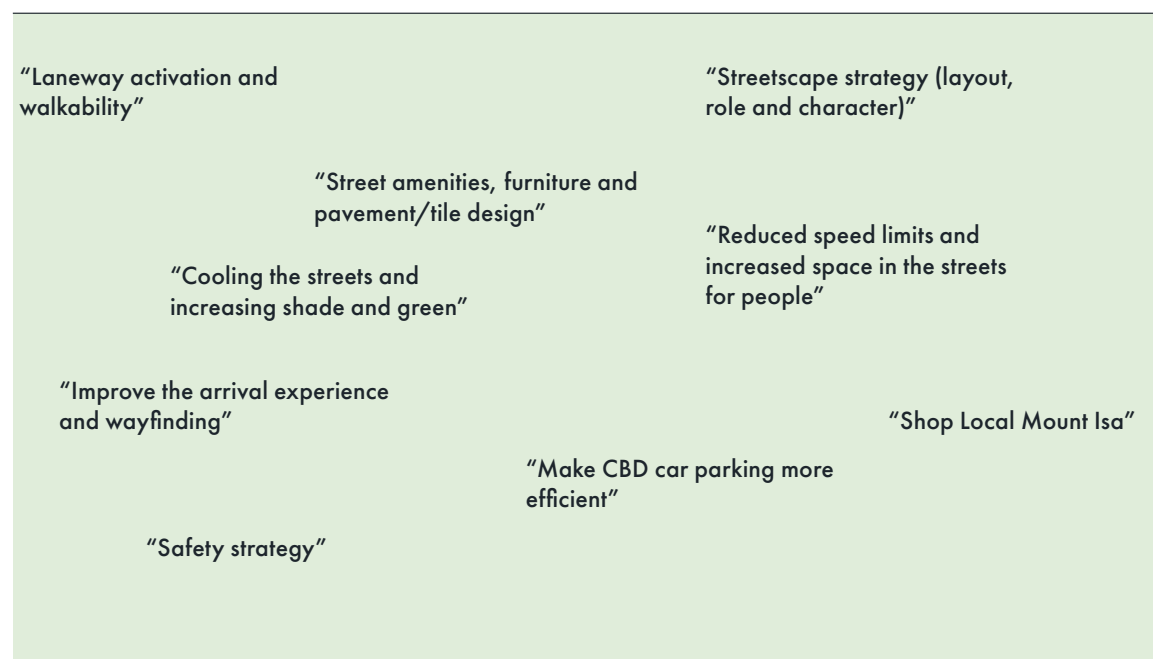 “Laneway activation and
walkability”
“Streetscape strategy (layout,
role and character)”
“Street amenities, furniture and
pavement/tile design”
“Reduced speed limits and
increased space in the streets
for people”
“Cooling the streets and
increasing shade and green”
“Improve the arrival experience
and wayfinding”
“Shop Local Mount Isa”
“Make CBD car parking more
efficient”
“Safety strategy”